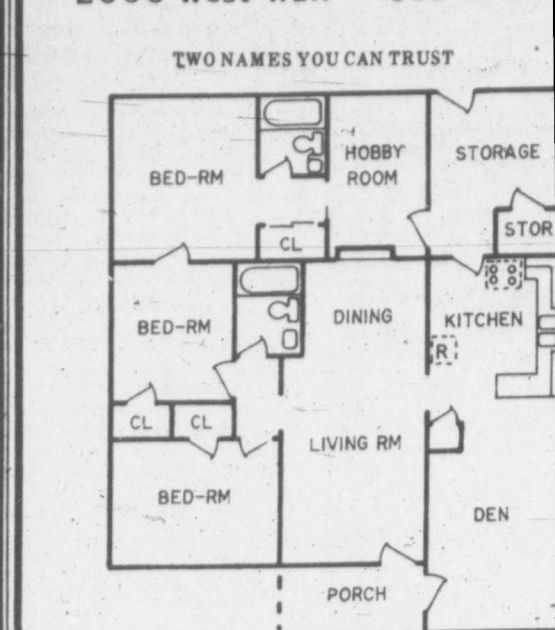 TWO NAMES YOU CAN TRUST
HOBBY
ROOM
STORAGE
BED-RM
STOR
CL
DINING
KITCHEN
BED-RM
R
CL
CL
LIVING RM
BED-RM
DEN
PORCH